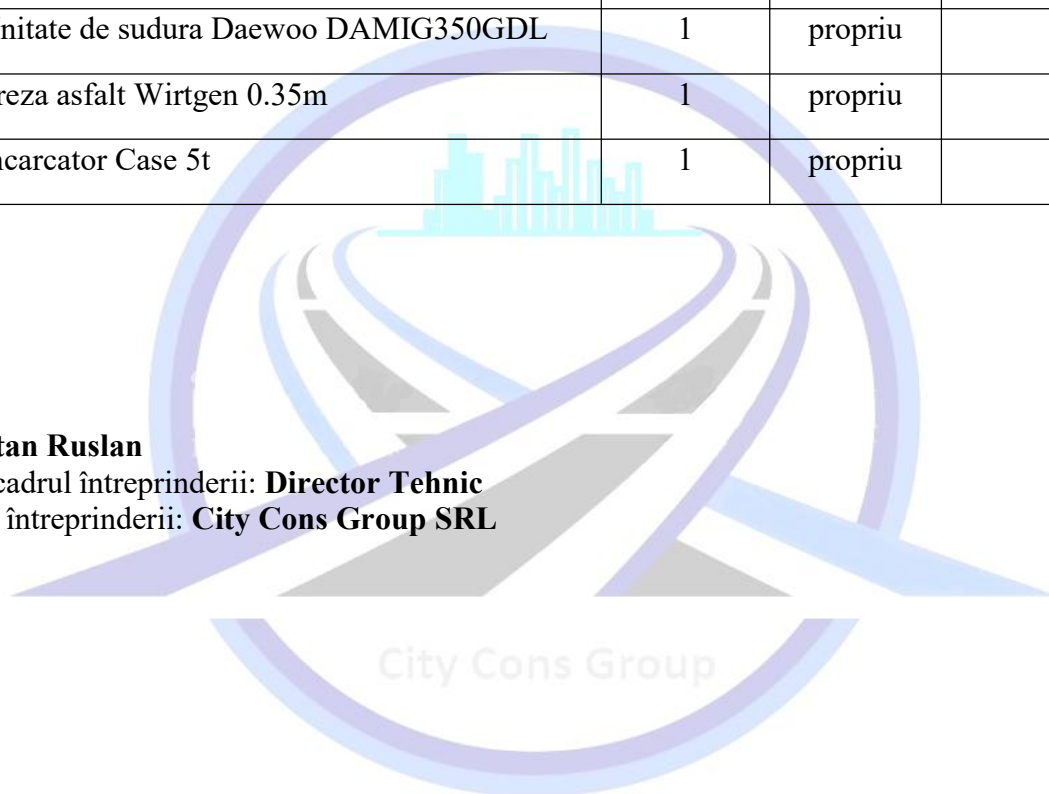 nitate de sudura Daewoo DAMIG350GDL 1 propriu
reza asfalt Wirtgen 0.35m 1 propriu
ncarcator Case 5t 1 propriu
tan Ruslan
cadrul întreprinderii: Director Tehnic
întreprinderii: City Cons Group SRL
City Cons Group